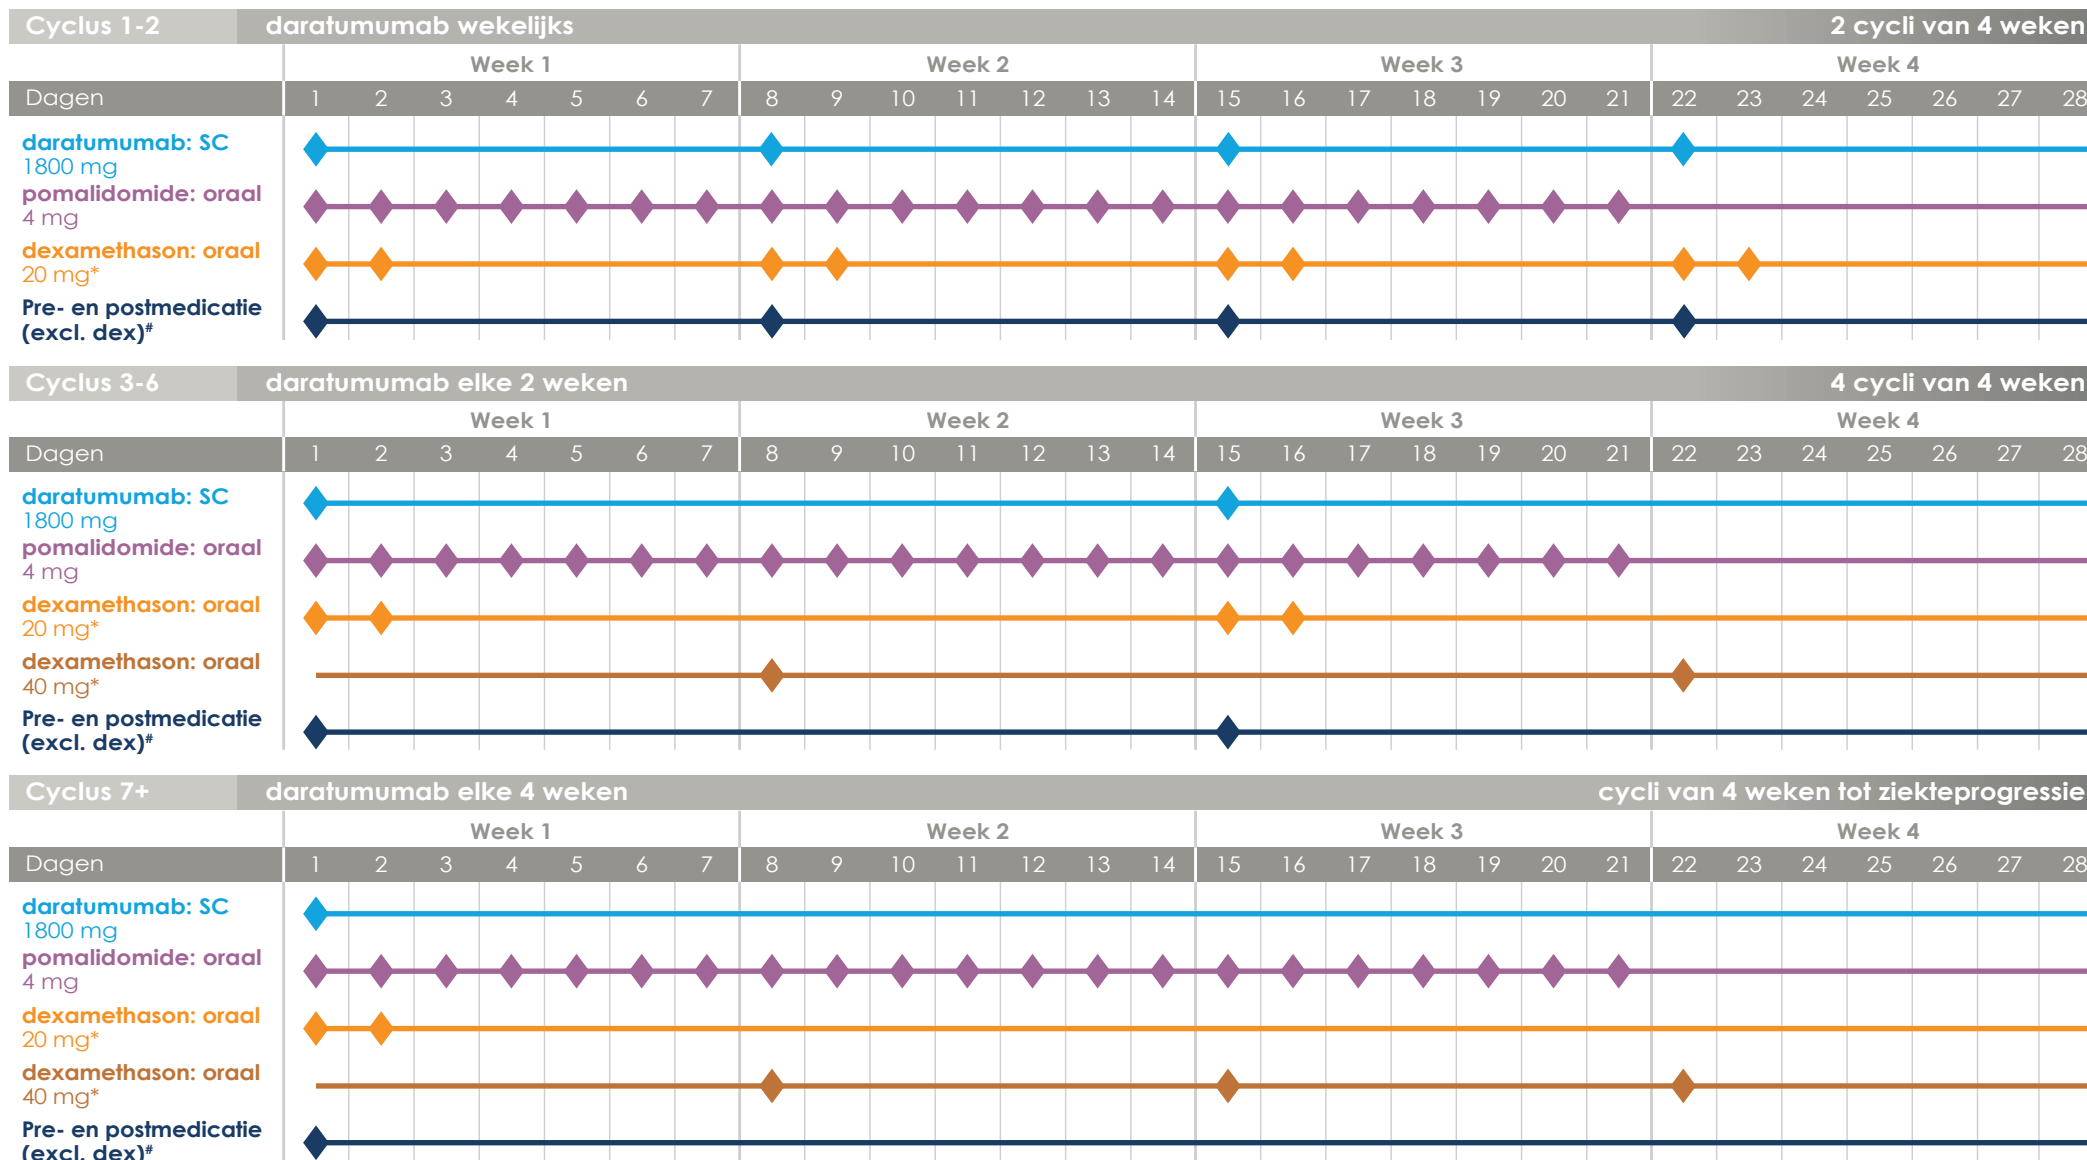 Cyclus 1-2 daratumumab wekelijks 2 cycli van 4 weken
Week 1 Week 2 Week 3 Week 4
Dagen 1 2 3 4 5 6 7 8 9 10 11 12 13 14 15 16 17 18 19 20 21 22 23 24 25 26 27 28
daratumumab: SC
1800 mg
pomalidomide: oraal
4 mg
dexamethason: oraal
20 mg*
Pre- en postmedicatie
(excl. dex)#
Cyclus 3-6 daratumumab elke 2 weken 4 cycli van 4 weken
Week 1 Week 2 Week 3 Week 4
Dagen 1 2 3 4 5 6 7 8 9 10 11 12 13 14 15 16 17 18 19 20 21 22 23 24 25 26 27 28
daratumumab: SC
1800 mg
pomalidomide: oraal
4 mg
dexamethason: oraal
20 mg*
dexamethason: oraal
40 mg*
Pre- en postmedicatie
(excl. dex)#
Cyclus 7+ daratumumab elke 4 weken cycli van 4 weken tot ziekteprogressie
Week 1 Week 2 Week 3 Week 4
Dagen 1 2 3 4 5 6 7 8 9 10 11 12 13 14 15 16 17 18 19 20 21 22 23 24 25 26 27 28
daratumumab: SC
1800 mg
pomalidomide: oraal
4 mg
dexamethason: oraal
20 mg*
dexamethason: oraal
40 mg*
Pre- en postmedicatie
(excl. dex)#